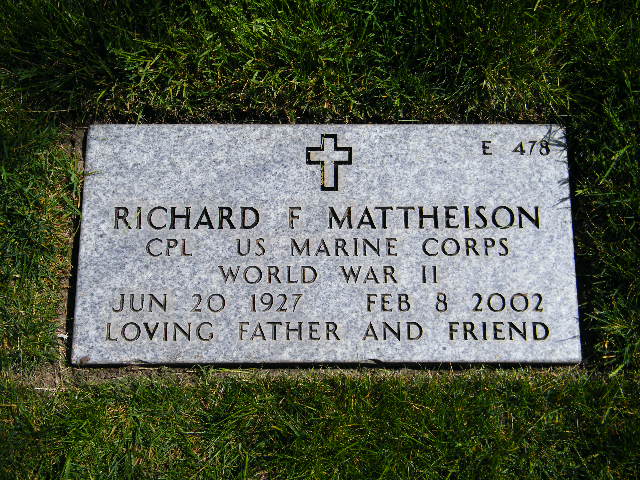 E 478
RICHARD F MATTHEISON
CPL US MARINE CORPS
WORLD WAR II
JUN 20 1927 FEB 8 2002
LOVING FATHER AND FRIEND